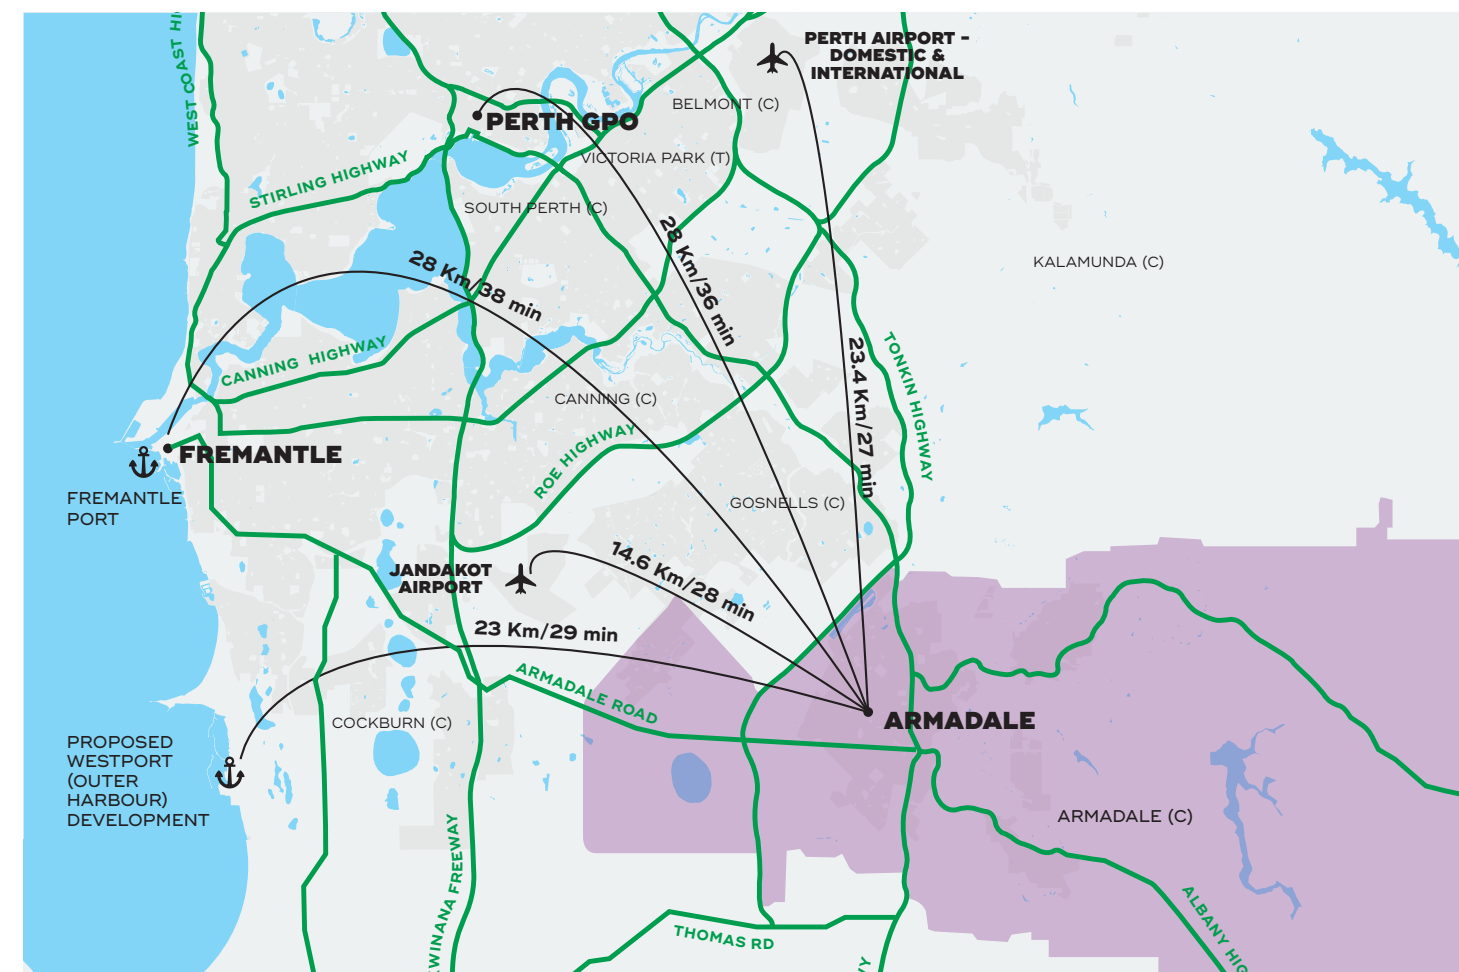 WEST COAST HI
PERTH AIRPORT –
DOMESTIC &
INTERNATIONAL
BELMONT (C)
PERTH GPO
VICTORIA PARK (T)
STIRLING HIGHWAY
SOUTH PERTH (C)
28 Km/36 min
28 Km/38 min
KALAMUNDA (C)
CANNING HIGHWAY
23.4 Km/27 min
TONKIN HIGHWAY
CANNING (C)
ROE HIGHWAY
FREMANTLE
FREMANTLE
PORT
GOSNELLS (C)
JANDAKOT
AIRPORT
14.6 Km/28 min
23 Km/29 min
ARMADALE ROAD
COCKBURN (C)
ARMADALE
PROPOSED
WESTPORT
(OUTER
HARBOUR)
DEVELOPMENT
ARMADALE (C)
WINANA FREEWAY
ALBANY HIG
THOMAS RD